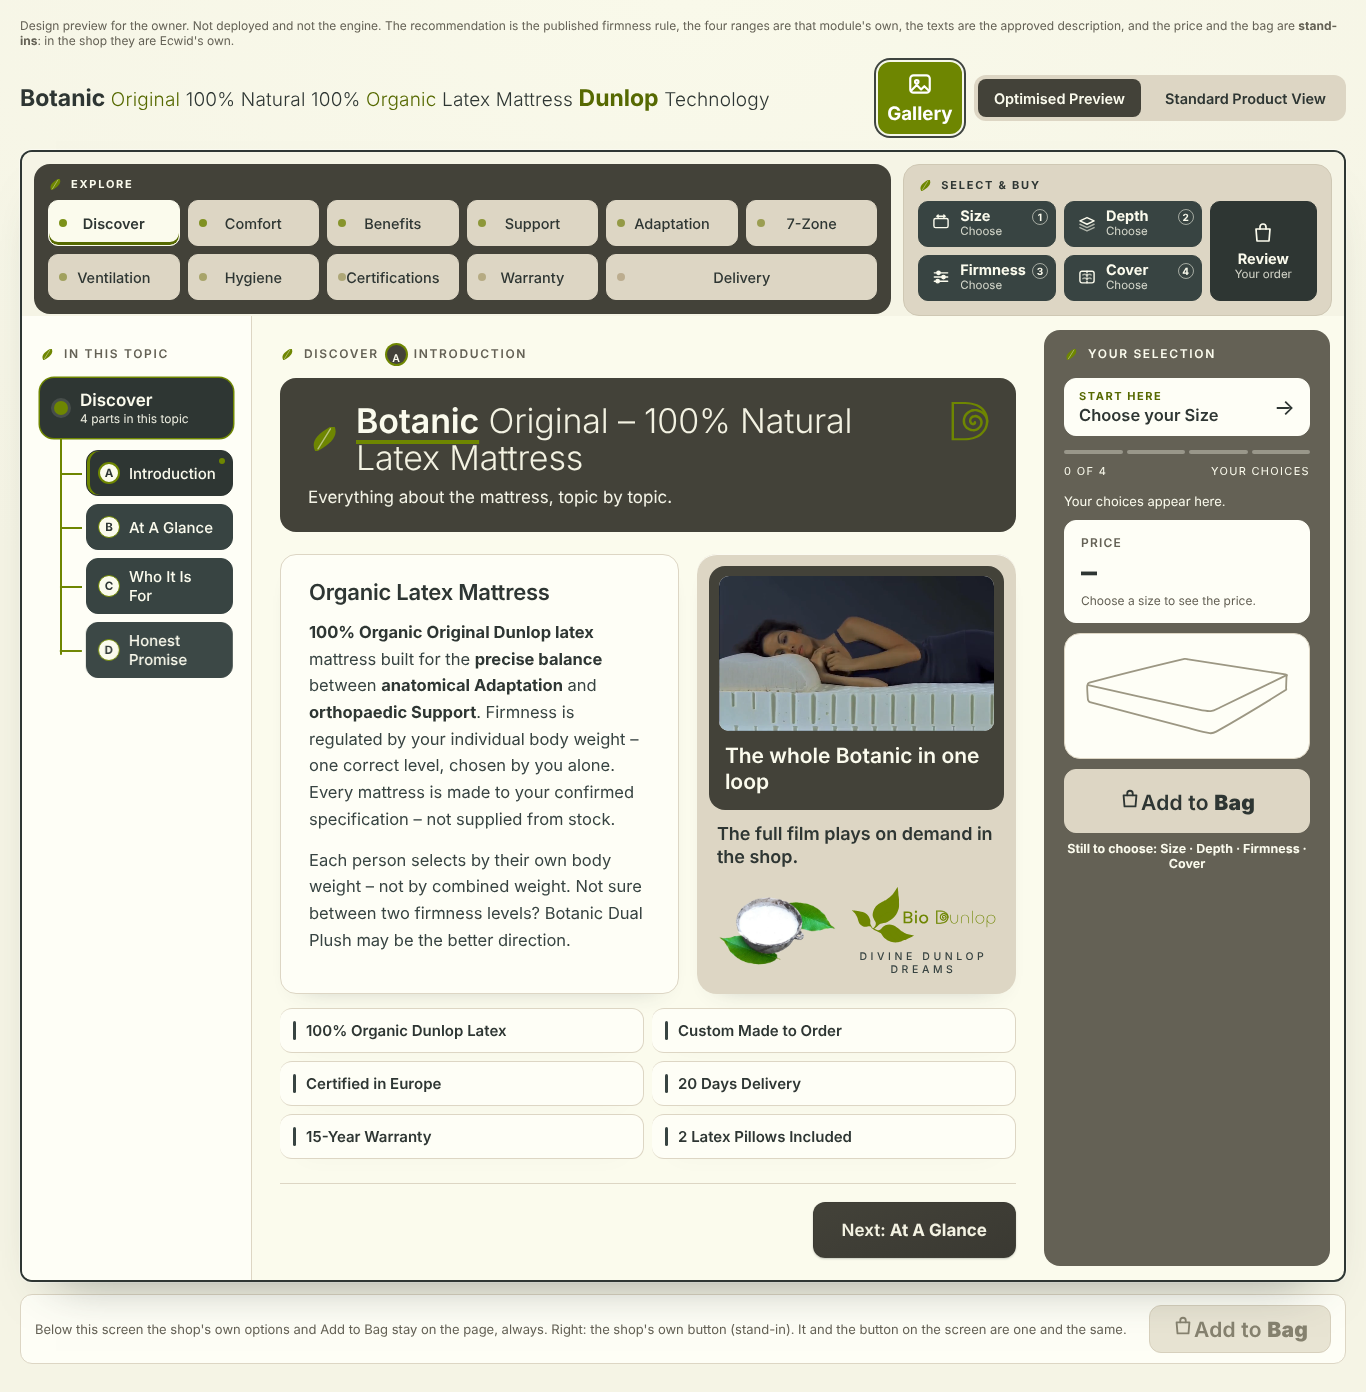 Design preview for the owner. Not deployed and not the engine. The recommendation is the published firmness rule, the four ranges are that module's own, the texts are the approved description, and the price and the bag are stand-
ins: in the shop they are Ecwid's own.
Botanic Original 100% Natural 100% Organic Latex Mattress Dunlop Technology
Gallery
Optimised Preview
Standard Product View
EXPLORE
Discover
Comfort
Benefits
Support
Adaptation
7-Zone
Ventilation
Hygiene
Certifications
Warranty
Delivery
SELECT & BUY
Size 1
Choose
Depth 2
Choose
Firmness 3
Choose
Cover 4
Choose
Review
Your order
IN THIS TOPIC
Discover
4 parts in this topic
A Introduction
B At A Glance
C Who It Is
For
D Honest
Promise
DISCOVER A INTRODUCTION
Botanic Original – 100% Natural
Latex Mattress
Everything about the mattress, topic by topic.
Organic Latex Mattress
100% Organic Original Dunlop latex
mattress built for the precise balance
between anatomical Adaptation and
orthopaedic Support. Firmness is
regulated by your individual body weight –
one correct level, chosen by you alone.
Every mattress is made to your confirmed
specification – not supplied from stock.
Each person selects by their own body
weight – not by combined weight. Not sure
between two firmness levels? Botanic Dual
Plush may be the better direction.
The whole Botanic in one
loop
The full film plays on demand in
the shop.
Bio Dunlop
DIVINE DUNLOP
DREAMS
100% Organic Dunlop Latex
Custom Made to Order
Certified in Europe
20 Days Delivery
15-Year Warranty
2 Latex Pillows Included
Next: At A Glance
YOUR SELECTION
START HERE
Choose your Size
0 OF 4 YOUR CHOICES
Your choices appear here.
PRICE
–
Choose a size to see the price.
Add to Bag
Still to choose: Size · Depth · Firmness ·
Cover
Below this screen the shop's own options and Add to Bag stay on the page, always. Right: the shop's own button (stand-in). It and the button on the screen are one and the same.
Add to Bag